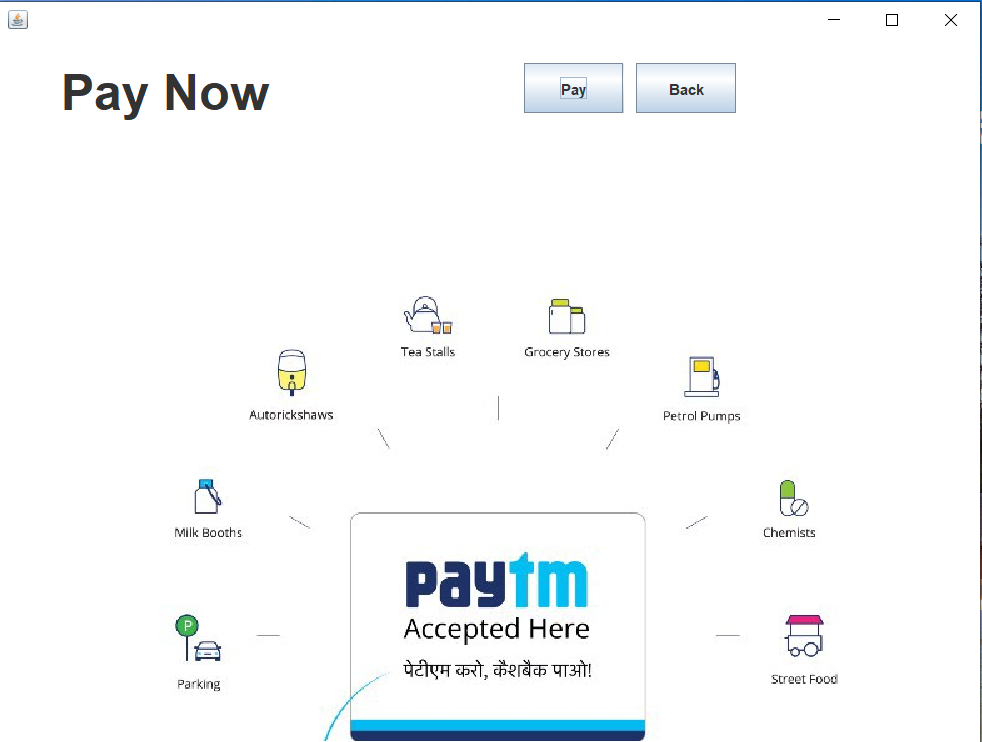 Pay Now
Pay
Back
Tea Stalls
Grocery Stores
Autorickshaws
Petrol Pumps
Milk Booths
Chemists
paytm
Accepted Here
पेटीएम करो, कैशबैक पाओ!
P
Parking
Street Food